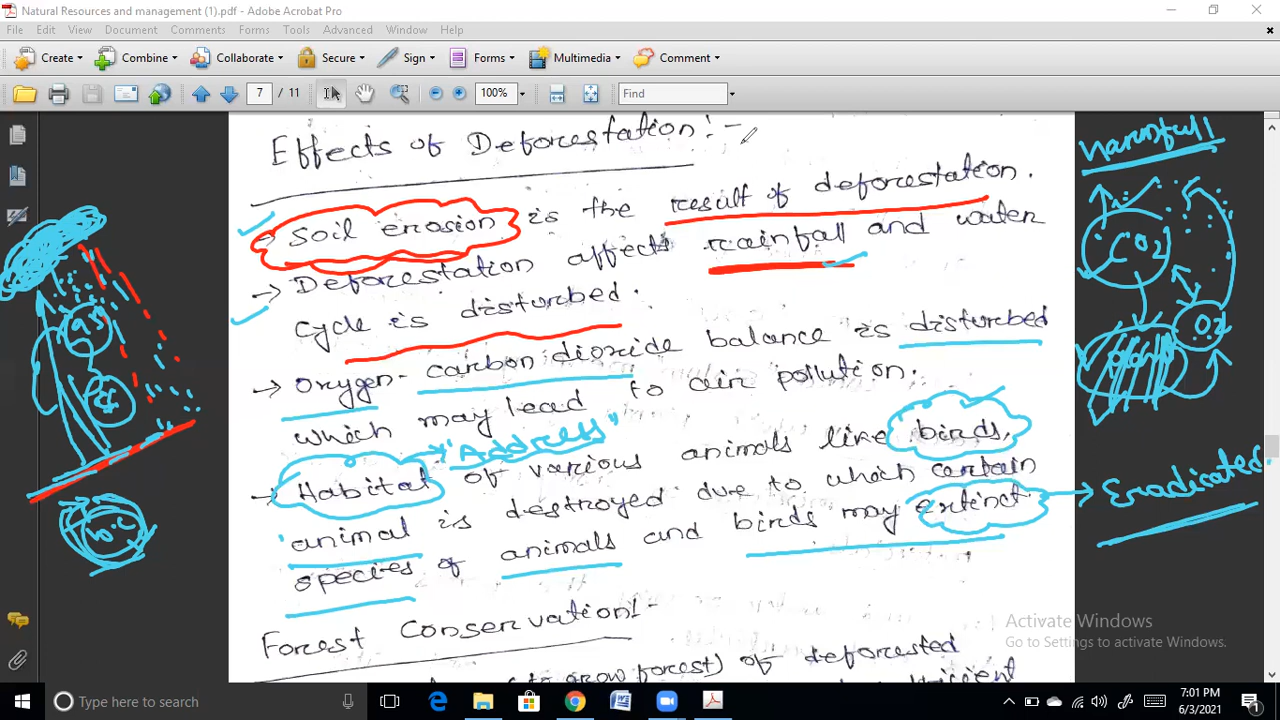 Natural Resources and management (1).pdf - Adobe Acrobat Pro
File Edit View Document Comments Forms Tools Advanced Window Help
Create Combine Collaborate Secure Sign Forms Multimedia Comment
7 / 11 100% Find
Effects of Deforestation:-
→ Soil erosion is the result of deforestation.
→ Deforestation affects rainfall and water
cycle is disturbed.
→ Oxygen-carbon dioxide balance is disturbed
which may lead to air pollution.
"Address"
→ Habitat of various animals like birds,
animal is destroyed due to which certain
species of animals and birds may extinct.
Forest Conservation:-
to grow forest) of deforested
harmfull
CO2
O2
Eradicated
Activate Windows
Go to Settings to activate Windows.
Type here to search
7:01 PM
6/3/2021